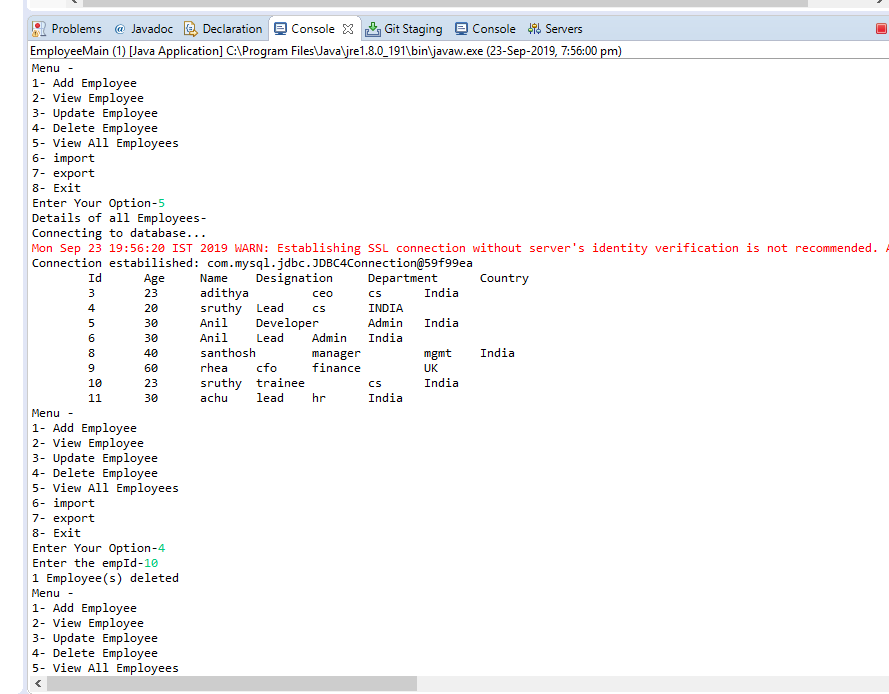 Problems @ Javadoc Declaration Console Git Staging Console Servers
EmployeeMain (1) [Java Application] C:\Program Files\Java\jre1.8.0_191\bin\javaw.exe (23-Sep-2019, 7:56:00 pm)
Menu -
1- Add Employee
2- View Employee
3- Update Employee
4- Delete Employee
5- View All Employees
6- import
7- export
8- Exit
Enter Your Option-5
Details of all Employees-
Connecting to database...
Mon Sep 23 19:56:20 IST 2019 WARN: Establishing SSL connection without server's identity verification is not recommended.
Connection estabilished: com.mysql.jdbc.JDBC4Connection@59f99ea
Id Age Name Designation Department Country
3 23 adithya ceo cs India
4 20 sruthy Lead cs INDIA
5 30 Anil Developer Admin India
6 30 Anil Lead Admin India
8 40 santhosh manager mgmt India
9 60 rhea cfo finance UK
10 23 sruthy trainee cs India
11 30 achu lead hr India
Menu -
1- Add Employee
2- View Employee
3- Update Employee
4- Delete Employee
5- View All Employees
6- import
7- export
8- Exit
Enter Your Option-4
Enter the empId-10
1 Employee(s) deleted
Menu -
1- Add Employee
2- View Employee
3- Update Employee
4- Delete Employee
5- View All Employees